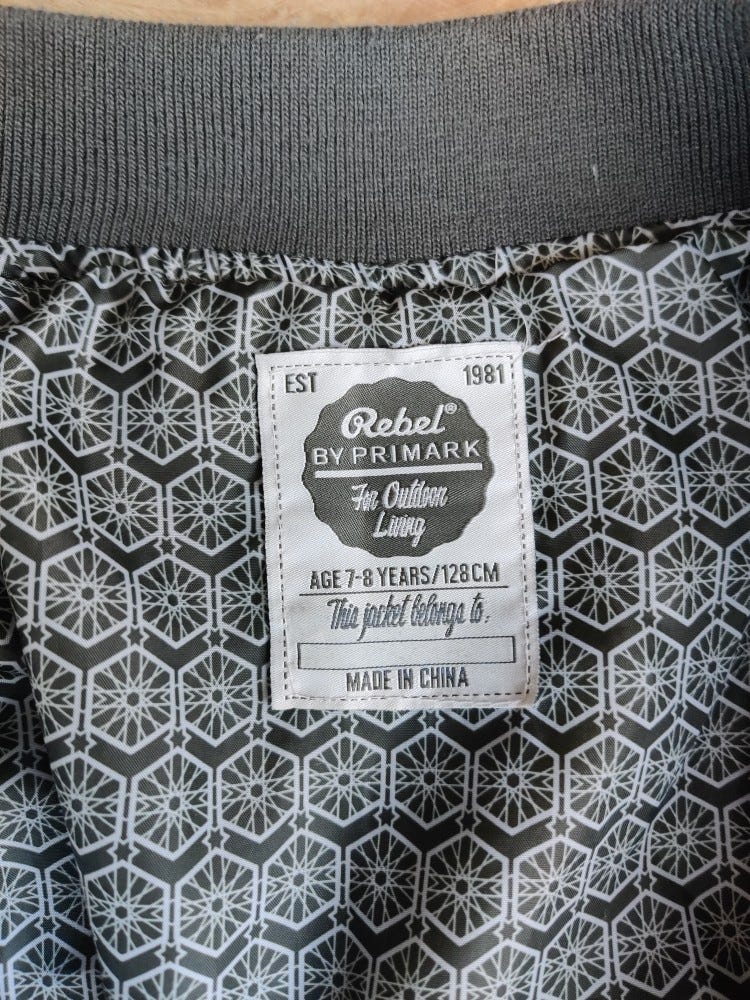 EST 1981
Rebel®
BY PRIMARK
For Outdoor
Living
AGE 7-8 YEARS/128CM
This jacket belongs to:
MADE IN CHINA